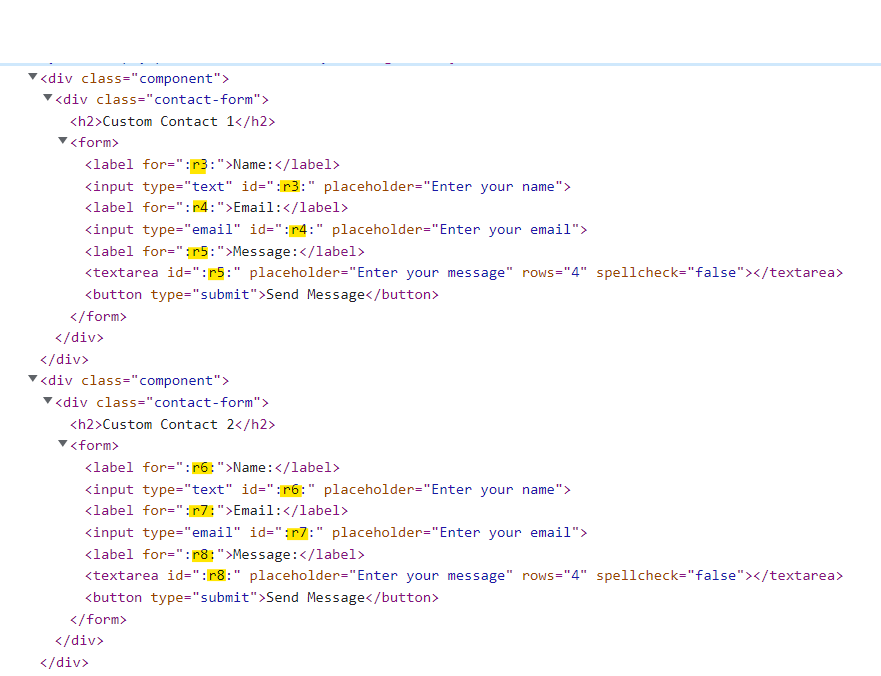 <div class="component">
<div class="contact-form">
<h2>Custom Contact 1</h2>
<form>
<label for=":r3:">Name:</label>
<input type="text" id=":r3:" placeholder="Enter your name">
<label for=":r4:">Email:</label>
<input type="email" id=":r4:" placeholder="Enter your email">
<label for=":r5:">Message:</label>
<textarea id=":r5:" placeholder="Enter your message" rows="4" spellcheck="false"></textarea>
<button type="submit">Send Message</button>
</form>
</div>
</div>
<div class="component">
<div class="contact-form">
<h2>Custom Contact 2</h2>
<form>
<label for=":r6:">Name:</label>
<input type="text" id=":r6:" placeholder="Enter your name">
<label for=":r7:">Email:</label>
<input type="email" id=":r7:" placeholder="Enter your email">
<label for=":r8:">Message:</label>
<textarea id=":r8:" placeholder="Enter your message" rows="4" spellcheck="false"></textarea>
<button type="submit">Send Message</button>
</form>
</div>
</div>